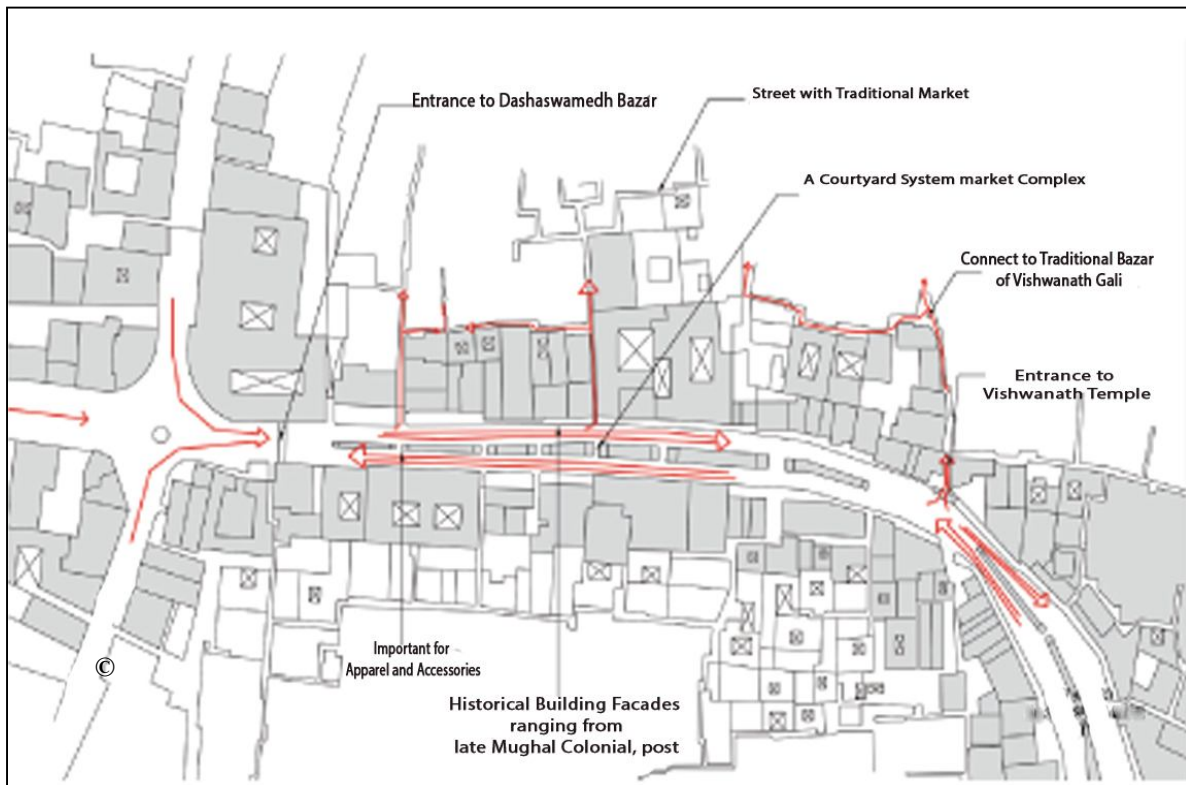 Entrance to Dashaswamedh Bazar
Street with Traditional Market
A Courtyard System market Complex
Connect to Traditional Bazar
of Vishwanath Gali
Entrance to
Vishwanath Temple
Important for
Apparel and Accessories
Historical Building Facades
ranging from
late Mughal Colonial, post
©